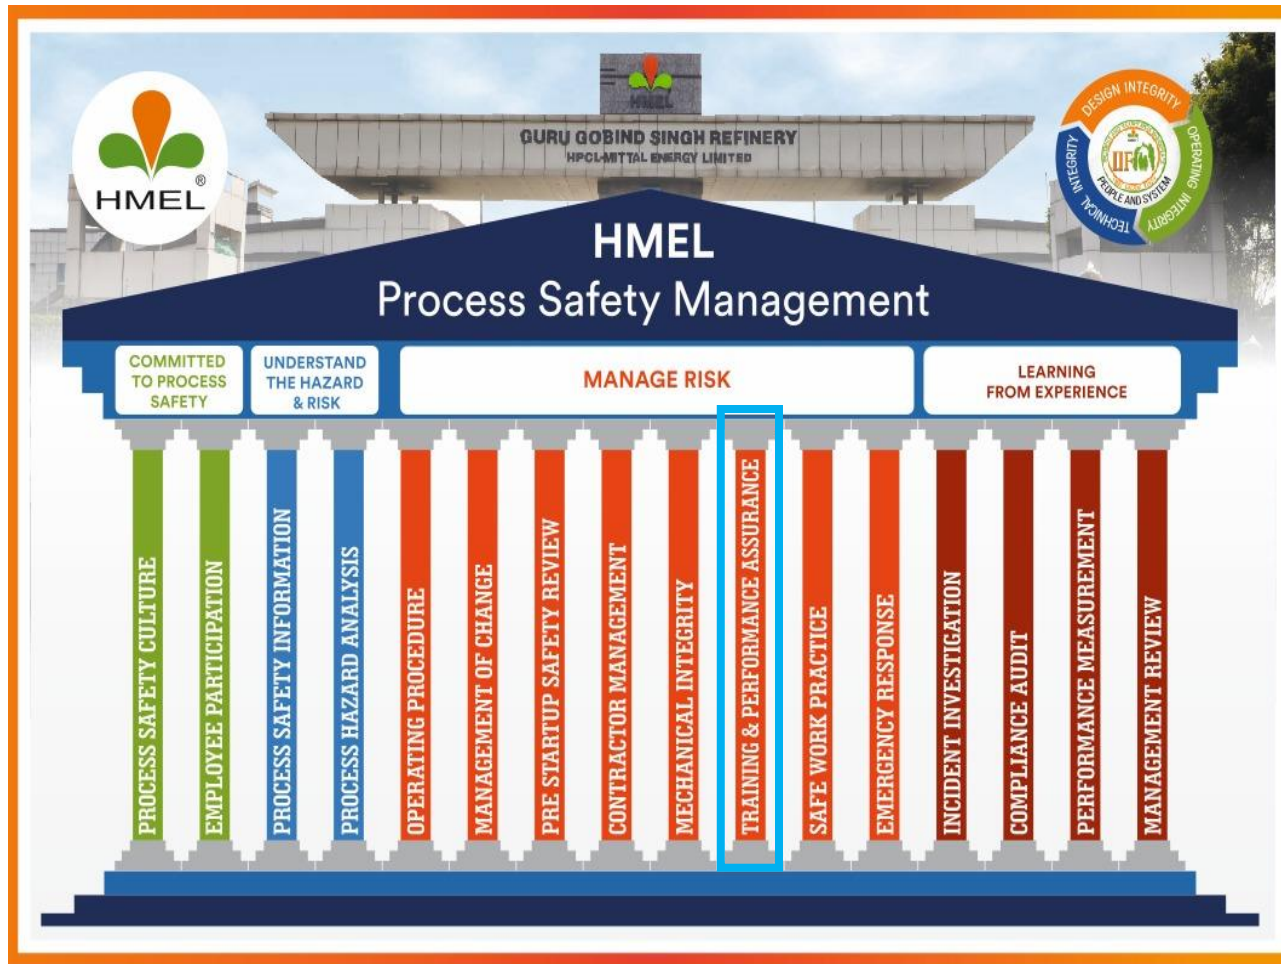 HMEL
GURU GOBIND SINGH REFINERY
HPCL-MITTAL ENERGY LIMITED
HMEL ®
DESIGN INTEGRITY
OPERATING INTEGRITY
TECHNICAL INTEGRITY
PEOPLE AND SYSTEM
HMEL
Process Safety Management
COMMITTED
TO PROCESS
SAFETY
UNDERSTAND
THE HAZARD
& RISK
MANAGE RISK
LEARNING
FROM EXPERIENCE
PROCESS SAFETY CULTURE
EMPLOYEE PARTICIPATION
PROCESS SAFETY INFORMATION
PROCESS HAZARD ANALYSIS
OPERATING PROCEDURE
MANAGEMENT OF CHANGE
PRE STARTUP SAFETY REVIEW
CONTRACTOR MANAGEMENT
MECHANICAL INTEGRITY
TRAINING & PERFORMANCE ASSURANCE
SAFE WORK PRACTICE
EMERGENCY RESPONSE
INCIDENT INVESTIGATION
COMPLIANCE AUDIT
PERFORMANCE MEASUREMENT
MANAGEMENT REVIEW